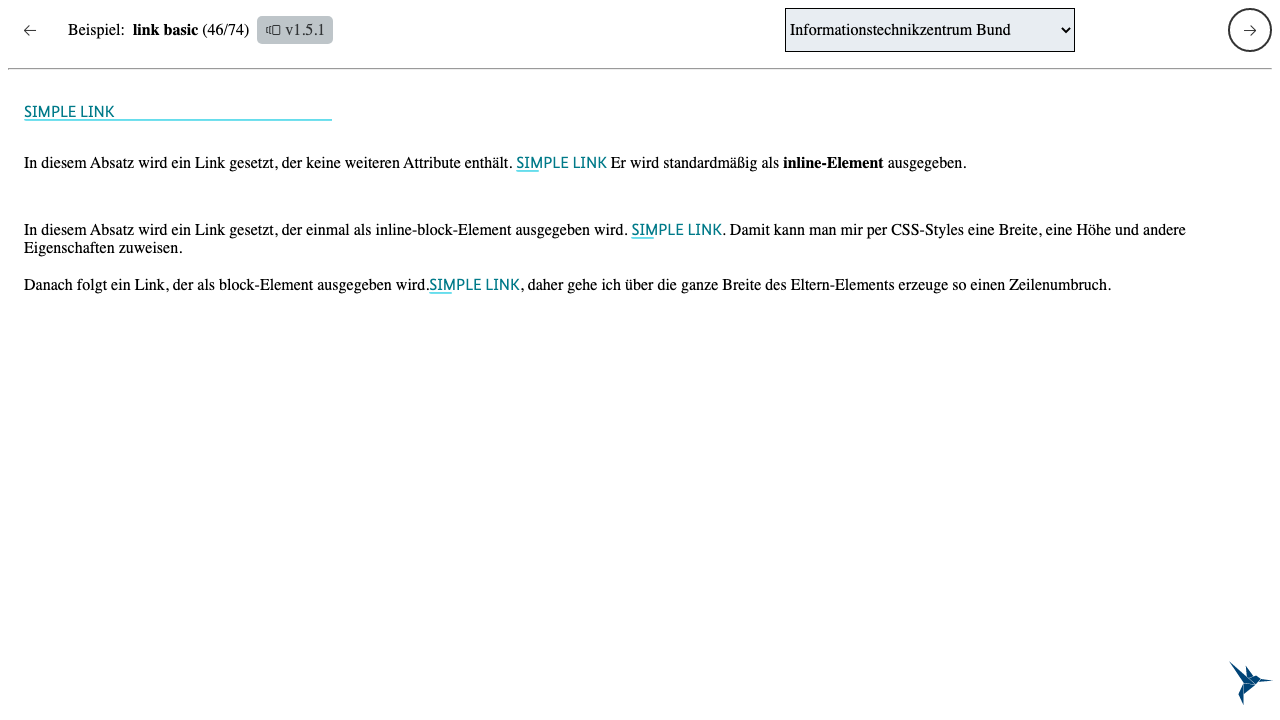 Beispiel: link basic (46/74) v1.5.1 Informationstechnikzentrum Bund
SIMPLE LINK
In diesem Absatz wird ein Link gesetzt, der keine weiteren Attribute enthält. SIMPLE LINK Er wird standardmäßig als inline-Element ausgegeben.
In diesem Absatz wird ein Link gesetzt, der einmal als inline-block-Element ausgegeben wird. SIMPLE LINK. Damit kann man mir per CSS-Styles eine Breite, eine Höhe und andere
Eigenschaften zuweisen.
Danach folgt ein Link, der als block-Element ausgegeben wird.SIMPLE LINK, daher gehe ich über die ganze Breite des Eltern-Elements erzeuge so einen Zeilenumbruch.